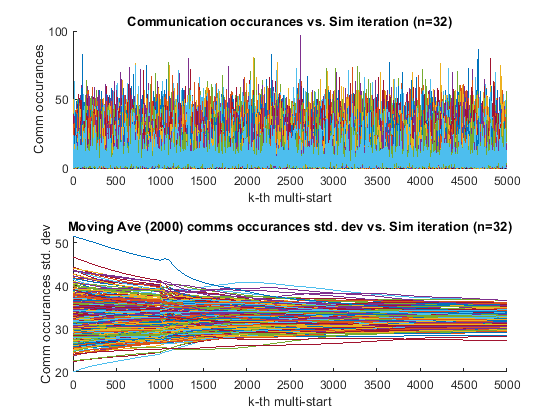 Communication occurances vs. Sim iteration (n=32)
Comm occurances
100
50
0
0 500 1000 1500 2000 2500 3000 3500 4000 4500 5000
k-th multi-start
Moving Ave (2000) comms occurances std. dev vs. Sim iteration (n=32)
Comm occurances std. dev
50
40
30
20
0 500 1000 1500 2000 2500 3000 3500 4000 4500 5000
k-th multi-start